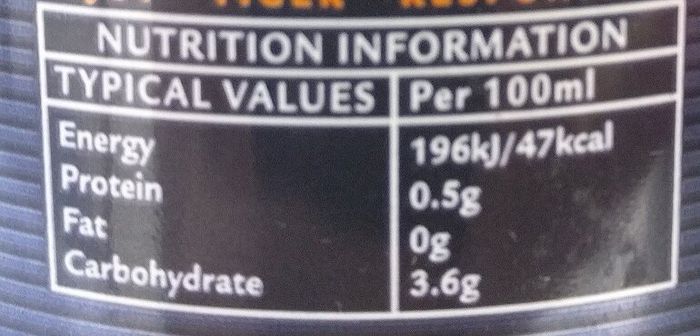 NUTRITION INFORMATION
TYPICAL VALUES Per 100ml
Energy 196kJ/47kcal
Protein 0.5g
Fat 0g
Carbohydrate 3.6g